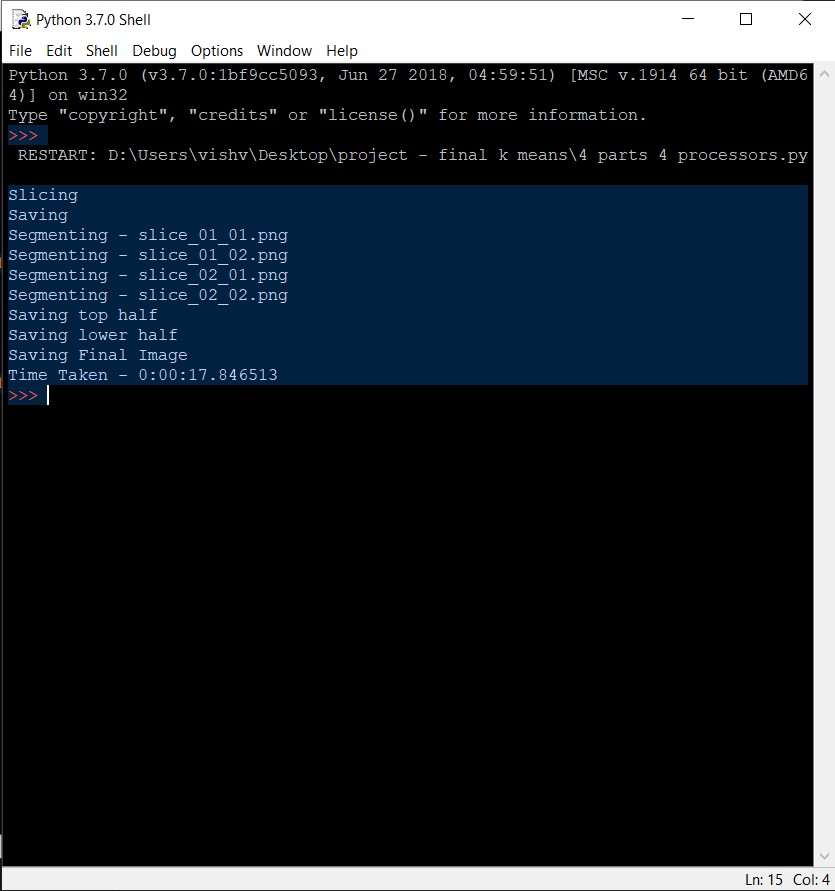 Python 3.7.0 Shell
File Edit Shell Debug Options Window Help
Python 3.7.0 (v3.7.0:1bf9cc5093, Jun 27 2018, 04:59:51) [MSC v.1914 64 bit (AMD6
4)] on win32
Type "copyright", "credits" or "license()" for more information.
>>>
RESTART: D:\Users\vishv\Desktop\project - final k means\4 parts 4 processors.py
Slicing
Saving
Segmenting - slice_01_01.png
Segmenting - slice_01_02.png
Segmenting - slice_02_01.png
Segmenting - slice_02_02.png
Saving top half
Saving lower half
Saving Final Image
Time Taken - 0:00:17.846513
>>>
Ln: 15 Col: 4